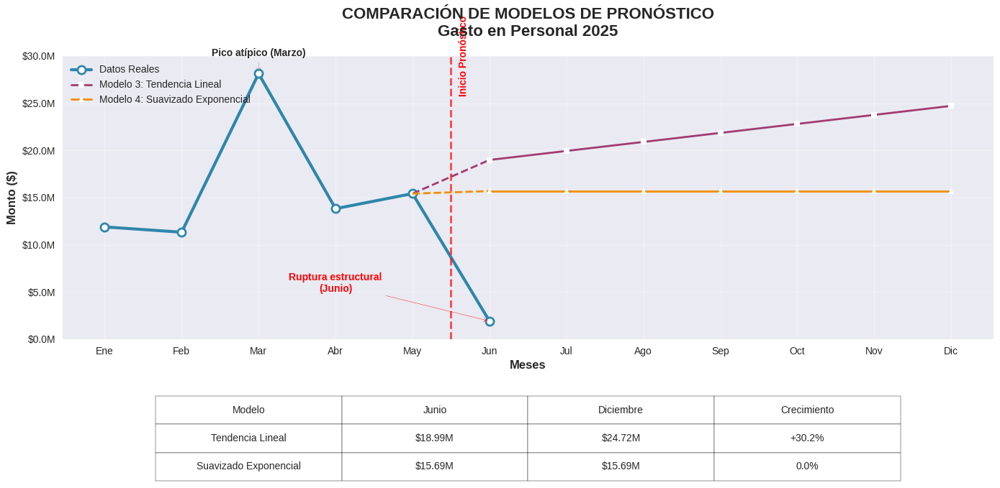 COMPARACIÓN DE MODELOS DE PRONÓSTICO
Gasto en Personal 2025
Inicio Pronóstico
Pico atípico (Marzo)
Datos Reales
Modelo 3: Tendencia Lineal
Modelo 4: Suavizado Exponencial
Monto ($)
$30.0M
$25.0M
$20.0M
$15.0M
$10.0M
$5.0M
$0.0M
Ruptura estructural
(Junio)
Ene Feb Mar Abr May Jun Jul Ago Sep Oct Nov Dic
Meses
Modelo Junio Diciembre Crecimiento
Tendencia Lineal $18.99M $24.72M +30.2%
Suavizado Exponencial $15.69M $15.69M 0.0%